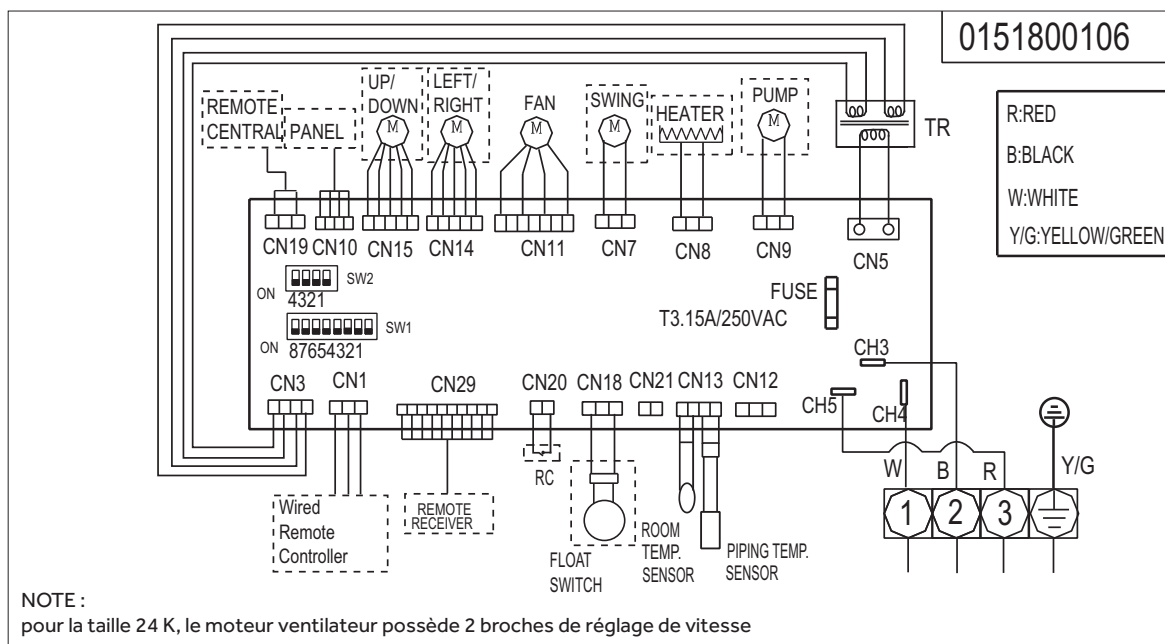 0151800106
R:RED
B:BLACK
W:WHITE
Y/G:YELLOW/GREEN
REMOTE
CENTRAL
PANEL
UP/
DOWN
M
LEFT/
RIGHT
M
FAN
M
SWING
M
HEATER
PUMP
M
TR
CN19
CN10
CN15
CN14
CN11
CN7
CN8
CN9
CN5
ON
4321
SW2
ON
87654321
SW1
FUSE
T3.15A/250VAC
CH3
CH5
CH4
CN3
CN1
CN29
CN20
CN18
CN21
CN13
CN12
W
B
R
Y/G
1
2
3
Wired
Remote
Controller
REMOTE
RECEIVER
RC
FLOAT
SWITCH
ROOM
TEMP.
SENSOR
PIPING TEMP.
SENSOR
NOTE :
pour la taille 24 K, le moteur ventilateur possède 2 broches de réglage de vitesse